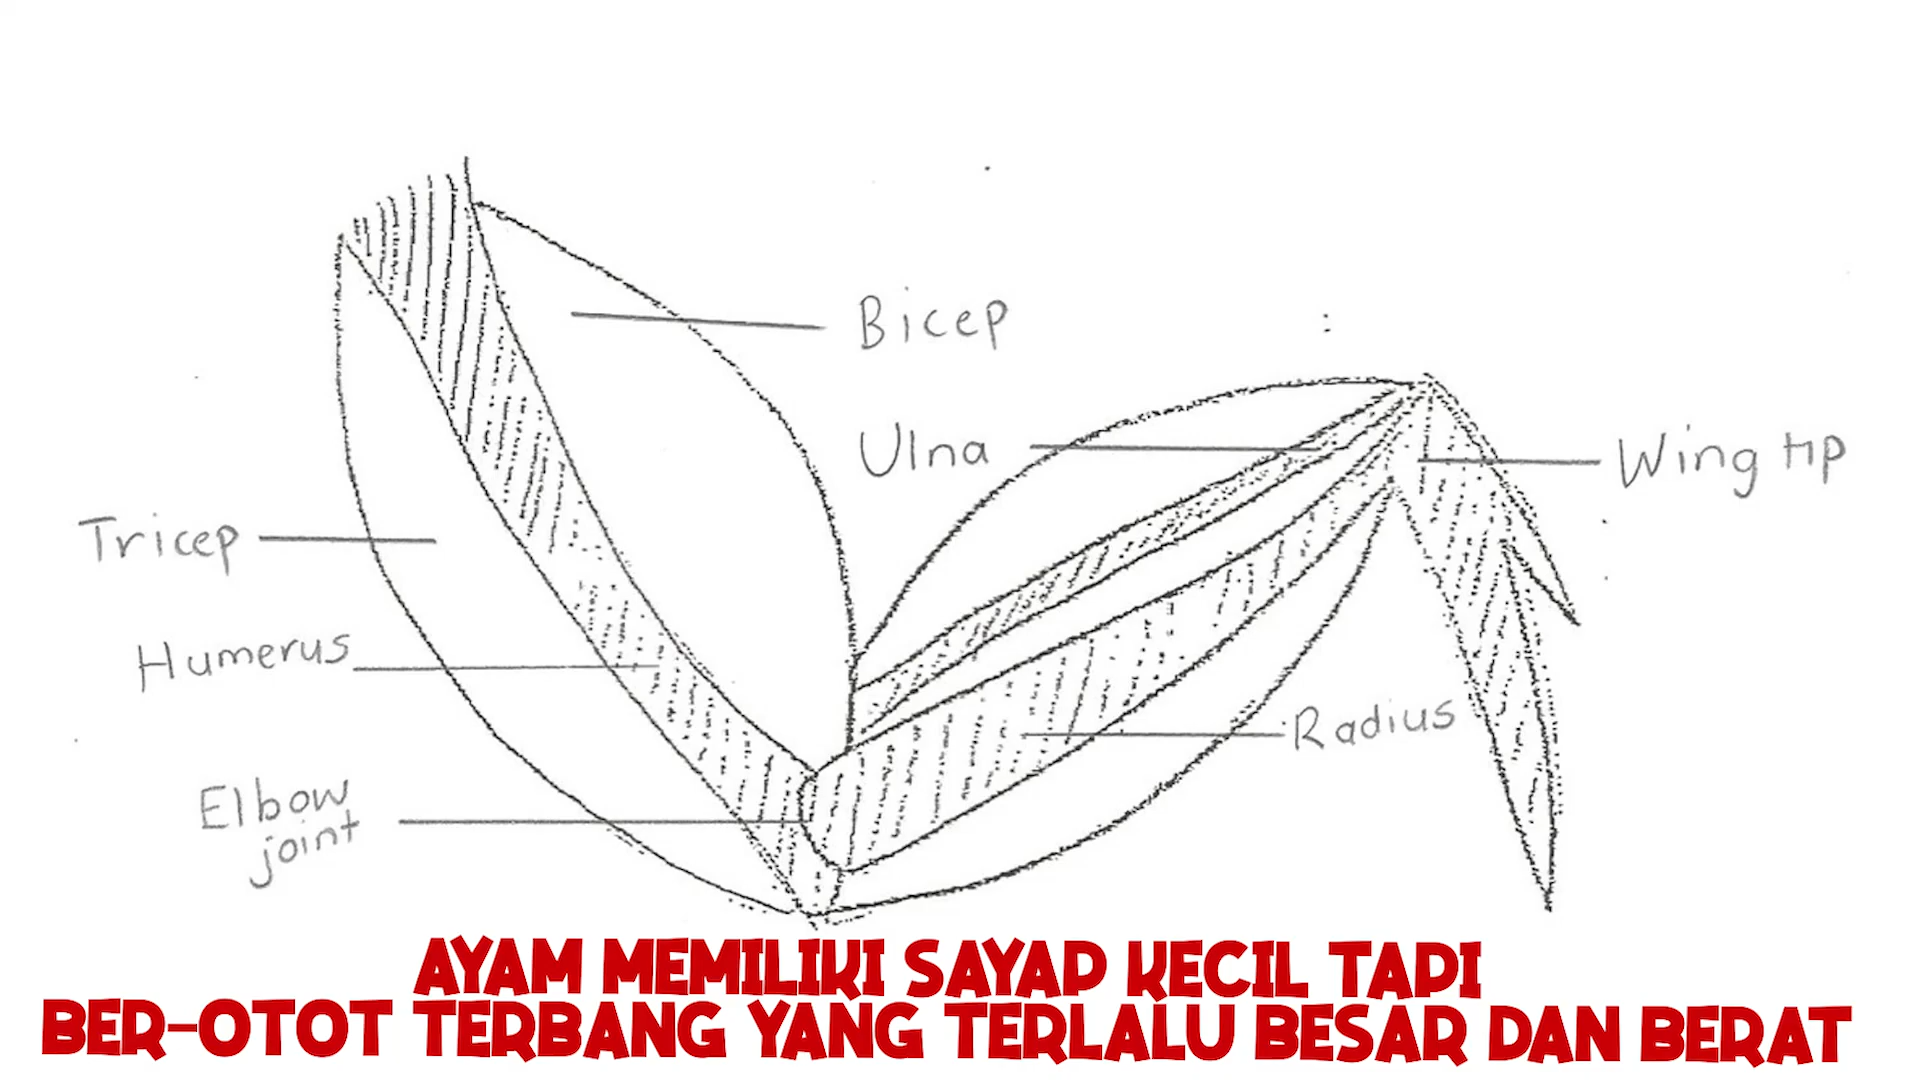 Bicep
Ulna
Wing tip
Tricep
Humerus
Radius
Elbow
joint
AYAM MEMILIKI SAYAP KECIL TAPI
BER-OTOT TERBANG YANG TERLALU BESAR DAN BERAT